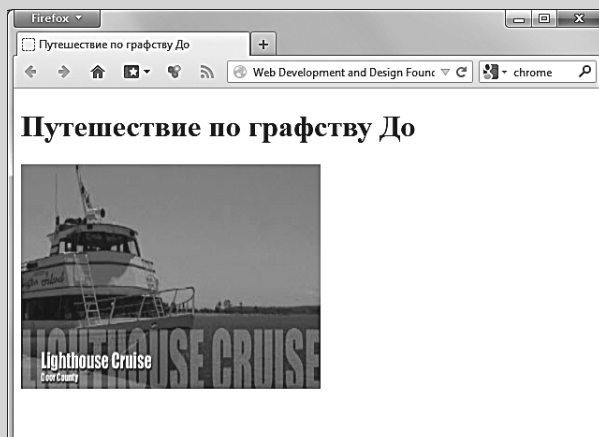 Firefox
Путешествие по графству До
Web Development and Design Founc
chrome
Путешествие по графству До
LIGHTHOUSE CRUISE
Lighthouse Cruise
Door County